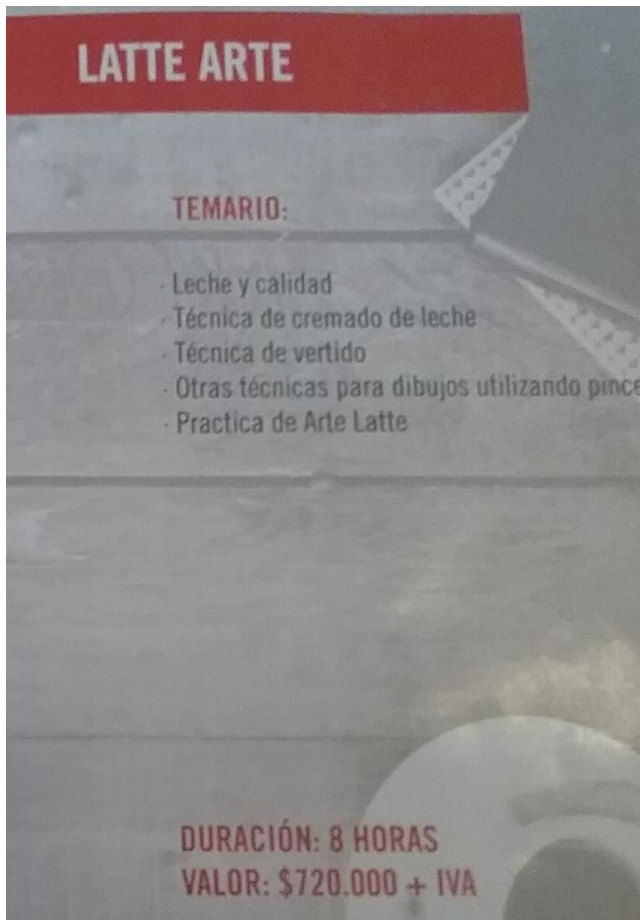 LATTE ARTE
TEMARIO:
· Leche y calidad
· Técnica de cremado de leche
· Técnica de vertido
· Otras técnicas para dibujos utilizando pince
· Practica de Arte Latte
DURACIÓN: 8 HORAS
VALOR: $720.000 + IVA